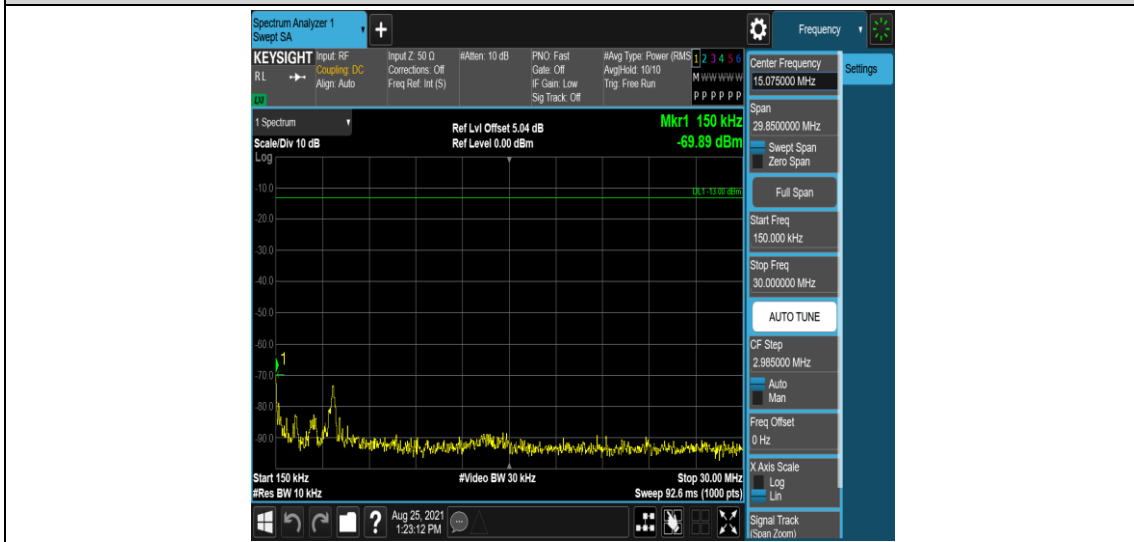 Spectrum Analyzer 1
Swept SA
Frequency
KEYSIGHT
RL
Input: RF
Coupling: DC
Align: Auto
Input Z: 50 Ω
Corrections: Off
Freq Ref: Int (S)
#Atten: 10 dB
PNO: Fast
Gate: Off
IF Gain: Low
Sig Track: Off
#Avg Type: Power (RMS
Avg|Hold: 10/10
Trig: Free Run
1 2 3 4 5 6
M W W W W W
P P P P P P
Center Frequency
15.075000 MHz
Settings
Span
29.8500000 MHz
Swept Span
Zero Span
Full Span
Start Freq
150.000 kHz
Stop Freq
30.000000 MHz
AUTO TUNE
CF Step
2.985000 MHz
Auto
Man
Freq Offset
0 Hz
X Axis Scale
Log
Lin
Signal Track
(Span Zoom)
1 Spectrum
Scale/Div 10 dB
Log
Ref Lvl Offset 5.04 dB
Ref Level 0.00 dBm
Mkr1 150 kHz
-69.89 dBm
DL1 -13.00 dBm
-10.0
-20.0
-30.0
-40.0
-50.0
-60.0
-70.0
-80.0
-90.0
1
Start 150 kHz
#Res BW 10 kHz
#Video BW 30 kHz
Stop 30.00 MHz
Sweep 92.6 ms (1000 pts)
?
Aug 25, 2021
1:23:12 PM